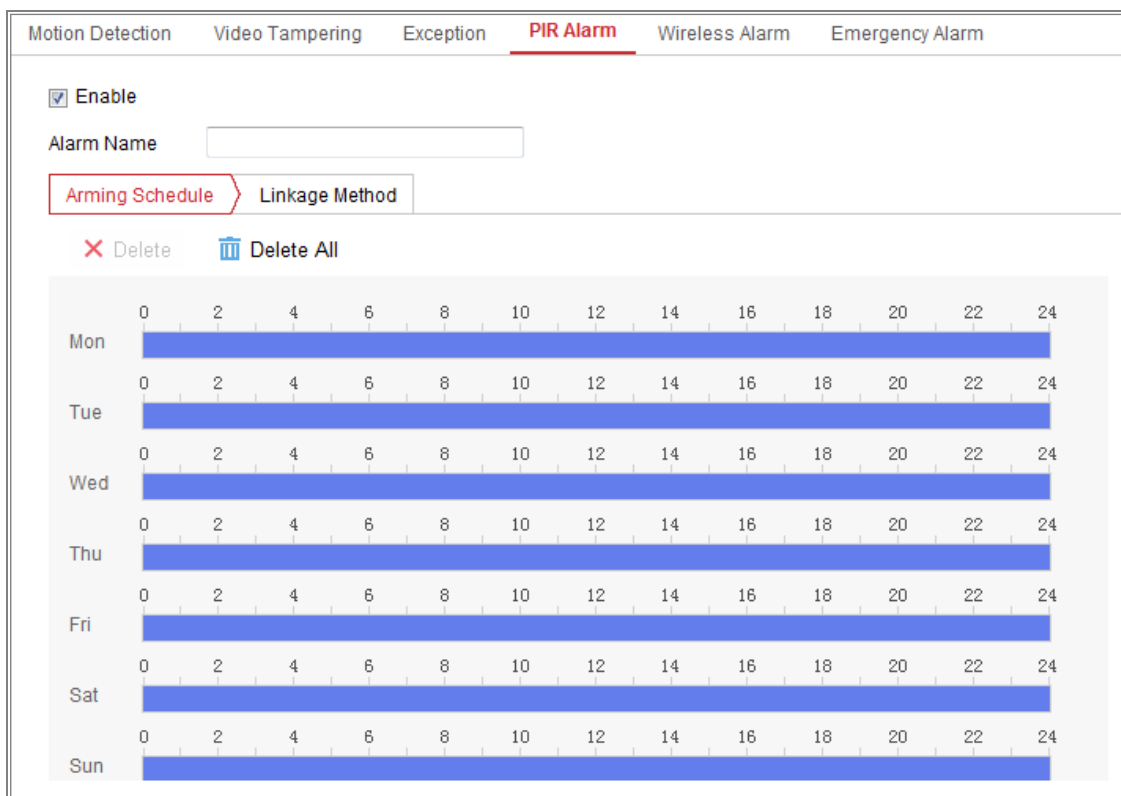 Motion Detection Video Tampering Exception PIR Alarm Wireless Alarm Emergency Alarm
Enable
Alarm Name
Arming Schedule Linkage Method
Delete Delete All
0 2 4 6 8 10 12 14 16 18 20 22 24
Mon
0 2 4 6 8 10 12 14 16 18 20 22 24
Tue
0 2 4 6 8 10 12 14 16 18 20 22 24
Wed
0 2 4 6 8 10 12 14 16 18 20 22 24
Thu
0 2 4 6 8 10 12 14 16 18 20 22 24
Fri
0 2 4 6 8 10 12 14 16 18 20 22 24
Sat
0 2 4 6 8 10 12 14 16 18 20 22 24
Sun